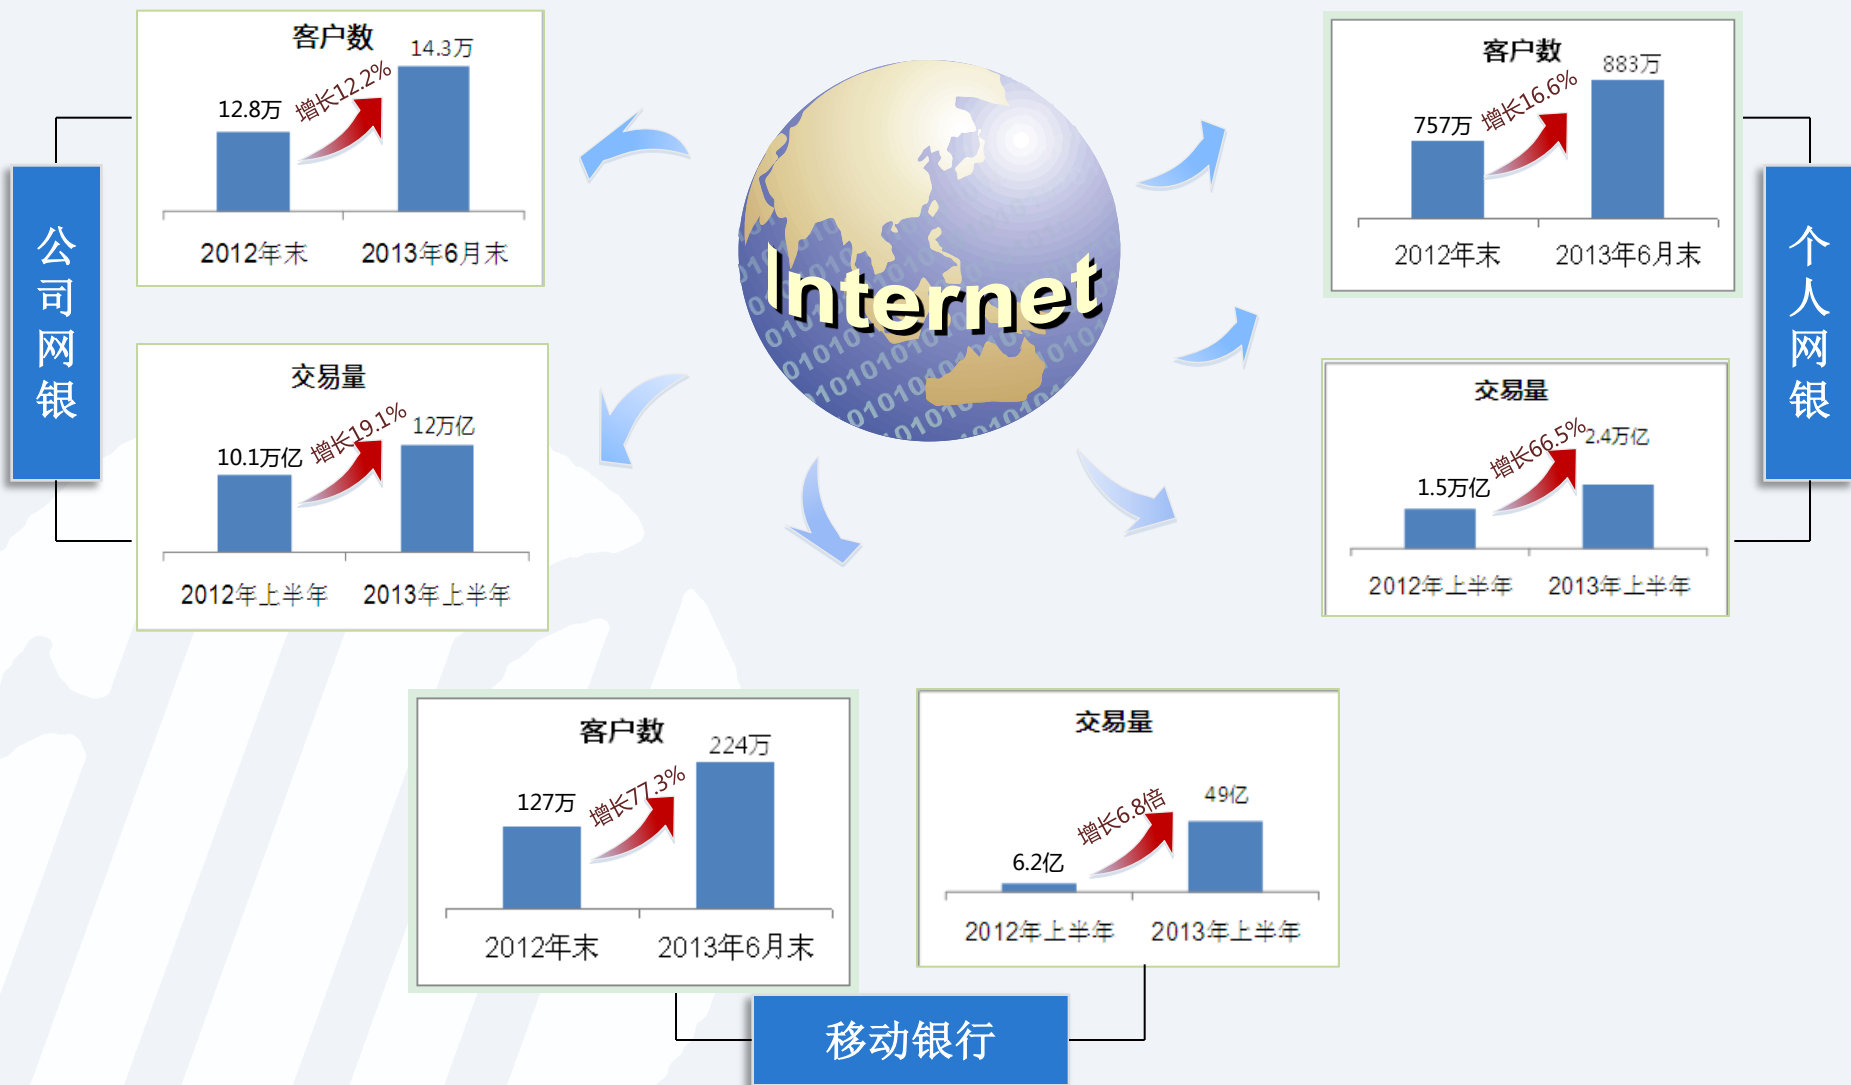 公司网银
客户数
12.8万
增长12.2%
14.3万
2012年末
2013年6月末
交易量
10.1万亿
增长19.1%
12万亿
2012年上半年
2013年上半年
Internet
个人网银
客户数
757万
增长16.6%
883万
2012年末
2013年6月末
交易量
1.5万亿
增长66.5%
2.4万亿
2012年上半年
2013年上半年
客户数
127万
增长77.3%
224万
2012年末
2013年6月末
交易量
6.2亿
增长6.8倍
49亿
2012年上半年
2013年上半年
移动银行